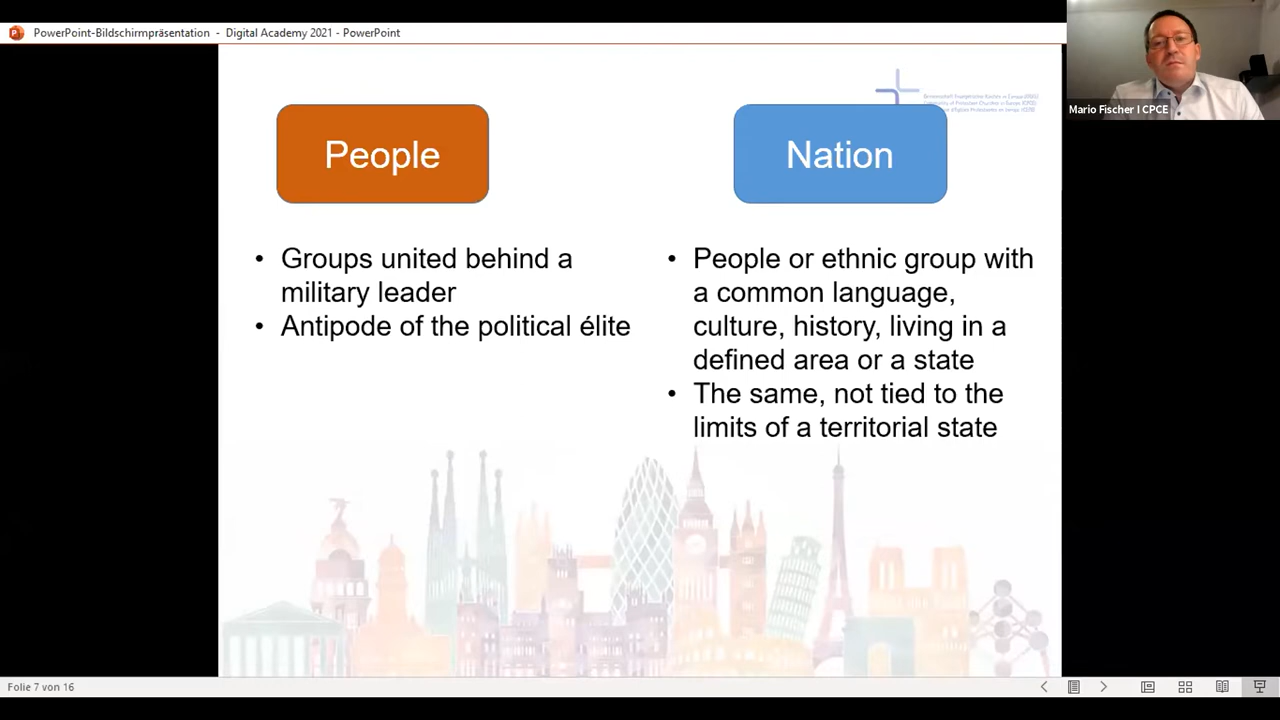 PowerPoint-Bildschirmpräsentation - Digital Academy 2021 - PowerPoint
Mario Fischer I CPCE
People
Nation
• Groups united behind a
military leader
• Antipode of the political élite
• People or ethnic group with
a common language,
culture, history, living in a
defined area or a state
• The same, not tied to the
limits of a territorial state
Folie 7 von 16